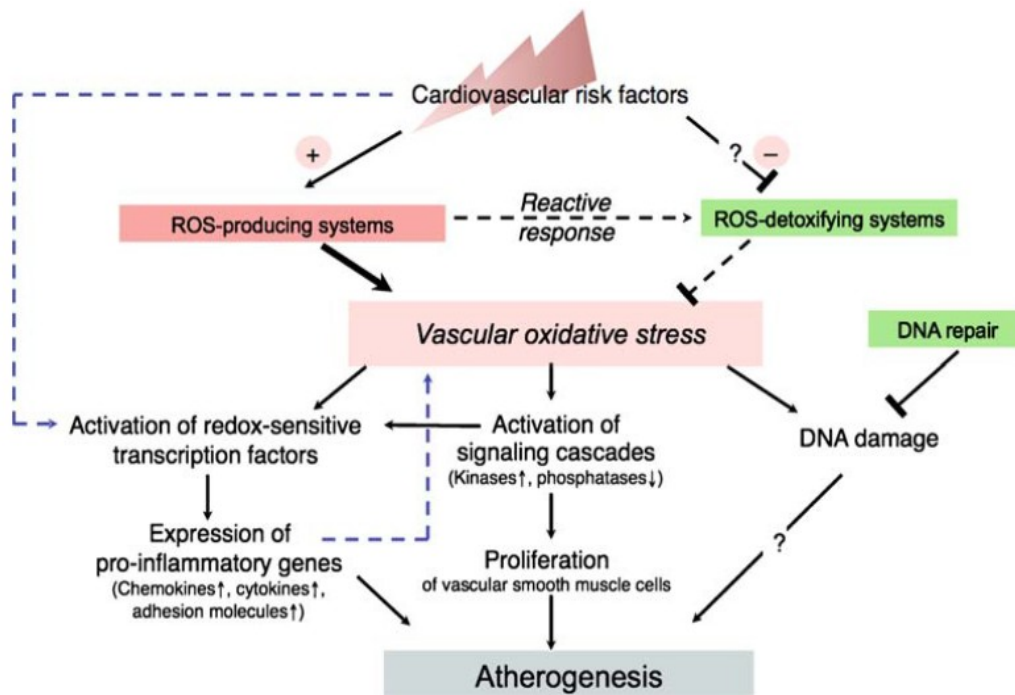 Cardiovascular risk factors
+
?
−
ROS-producing systems
Reactive
response
ROS-detoxifying systems
Vascular oxidative stress
DNA repair
Activation of redox-sensitive
transcription factors
Activation of
signaling cascades
(Kinases↑, phosphatases↓)
DNA damage
Expression of
pro-inflammatory genes
(Chemokines↑, cytokines↑,
adhesion molecules↑)
Proliferation
of vascular smooth muscle cells
?
Atherogenesis